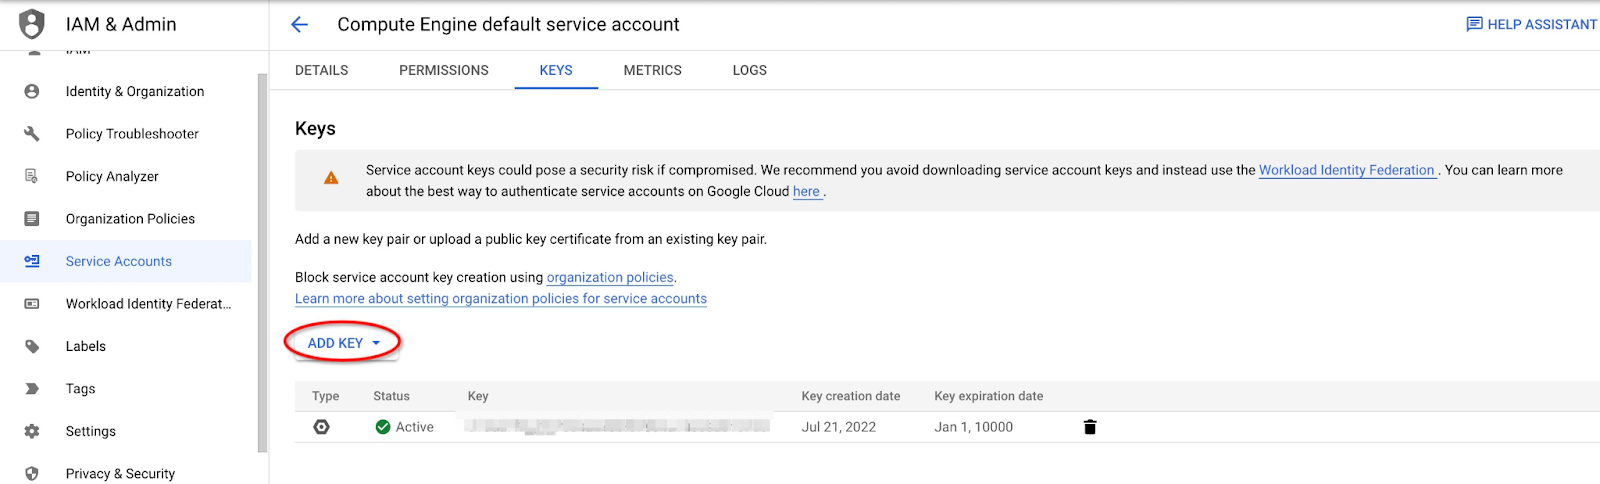 IAM & Admin
Compute Engine default service account
HELP ASSISTANT
IAM
Identity & Organization
Policy Troubleshooter
Policy Analyzer
Organization Policies
Service Accounts
Workload Identity Federat...
Labels
Tags
Settings
Privacy & Security
DETAILS PERMISSIONS KEYS METRICS LOGS
Keys
Service account keys could pose a security risk if compromised. We recommend you avoid downloading service account keys and instead use the Workload Identity Federation . You can learn more
about the best way to authenticate service accounts on Google Cloud here .
Add a new key pair or upload a public key certificate from an existing key pair.
Block service account key creation using organization policies.
Learn more about setting organization policies for service accounts
ADD KEY
Type Status Key Key creation date Key expiration date
Active Jul 21, 2022 Jan 1, 10000